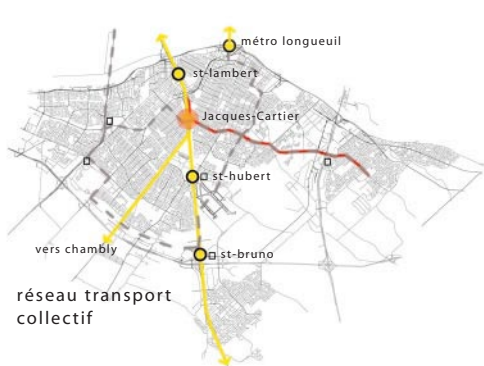 métro longueuil
st-lambert
Jacques-Cartier
st-hubert
vers chambly
st-bruno
réseau transport
collectif